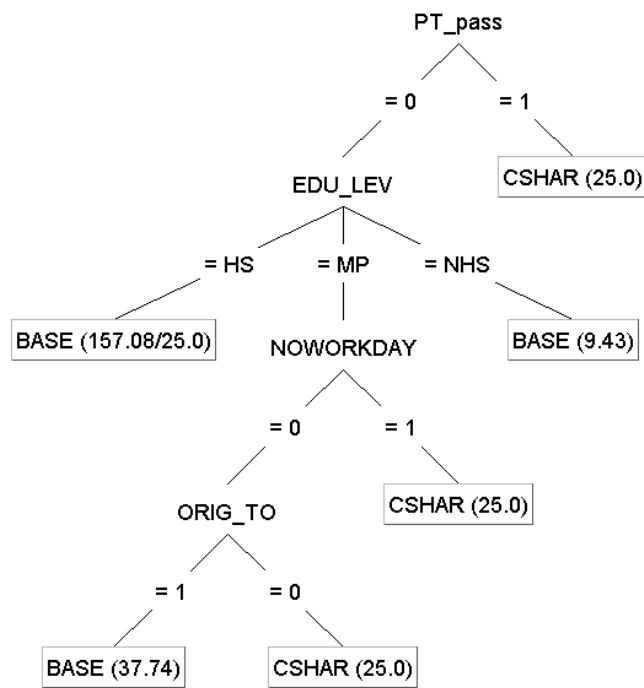 PT_pass
= 0
= 1
EDU_LEV
CSHAR (25.0)
= HS
= MP
= NHS
BASE (157.08/25.0)
NOWORKDAY
BASE (9.43)
= 0
= 1
ORIG_TO
CSHAR (25.0)
= 1
= 0
BASE (37.74)
CSHAR (25.0)